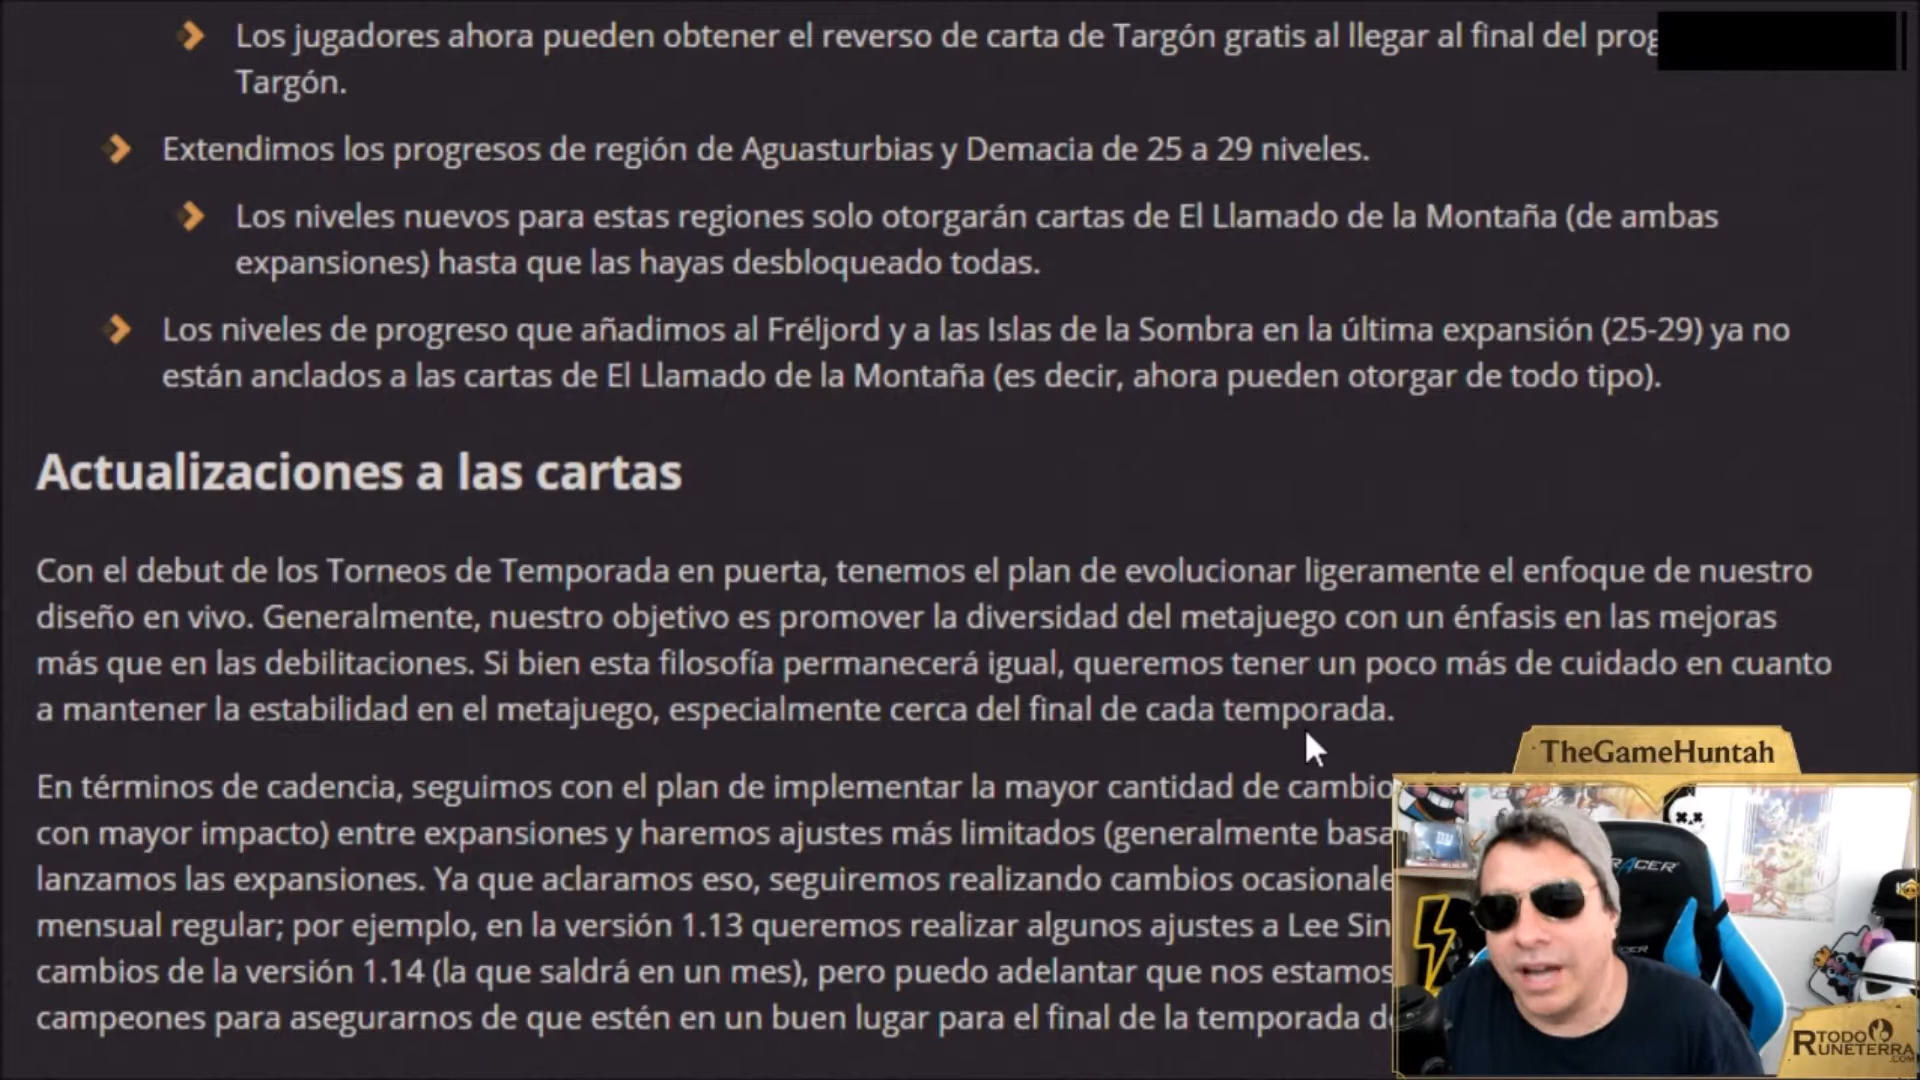 Los jugadores ahora pueden obtener el reverso de carta de Targón gratis al llegar al final del prog
Targón.
Extendimos los progresos de región de Aguasturbias y Demacia de 25 a 29 niveles.
Los niveles nuevos para estas regiones solo otorgarán cartas de El Llamado de la Montaña (de ambas
expansiones) hasta que las hayas desbloqueado todas.
Los niveles de progreso que añadimos al Fréljord y a las Islas de la Sombra en la última expansión (25-29) ya no
están anclados a las cartas de El Llamado de la Montaña (es decir, ahora pueden otorgar de todo tipo).
Actualizaciones a las cartas
Con el debut de los Torneos de Temporada en puerta, tenemos el plan de evolucionar ligeramente el enfoque de nuestro
diseño en vivo. Generalmente, nuestro objetivo es promover la diversidad del metajuego con un énfasis en las mejoras
más que en las debilitaciones. Si bien esta filosofía permanecerá igual, queremos tener un poco más de cuidado en cuanto
a mantener la estabilidad en el metajuego, especialmente cerca del final de cada temporada.
En términos de cadencia, seguimos con el plan de implementar la mayor cantidad de cambio
con mayor impacto) entre expansiones y haremos ajustes más limitados (generalmente basa
lanzamos las expansiones. Ya que aclaramos eso, seguiremos realizando cambios ocasionale
mensual regular; por ejemplo, en la versión 1.13 queremos realizar algunos ajustes a Lee Sin
cambios de la versión 1.14 (la que saldrá en un mes), pero puedo adelantar que nos estamos
campeones para asegurarnos de que estén en un buen lugar para el final de la temporada d
TheGameHuntah
RACER
TODO
RUNETERRA
.COM